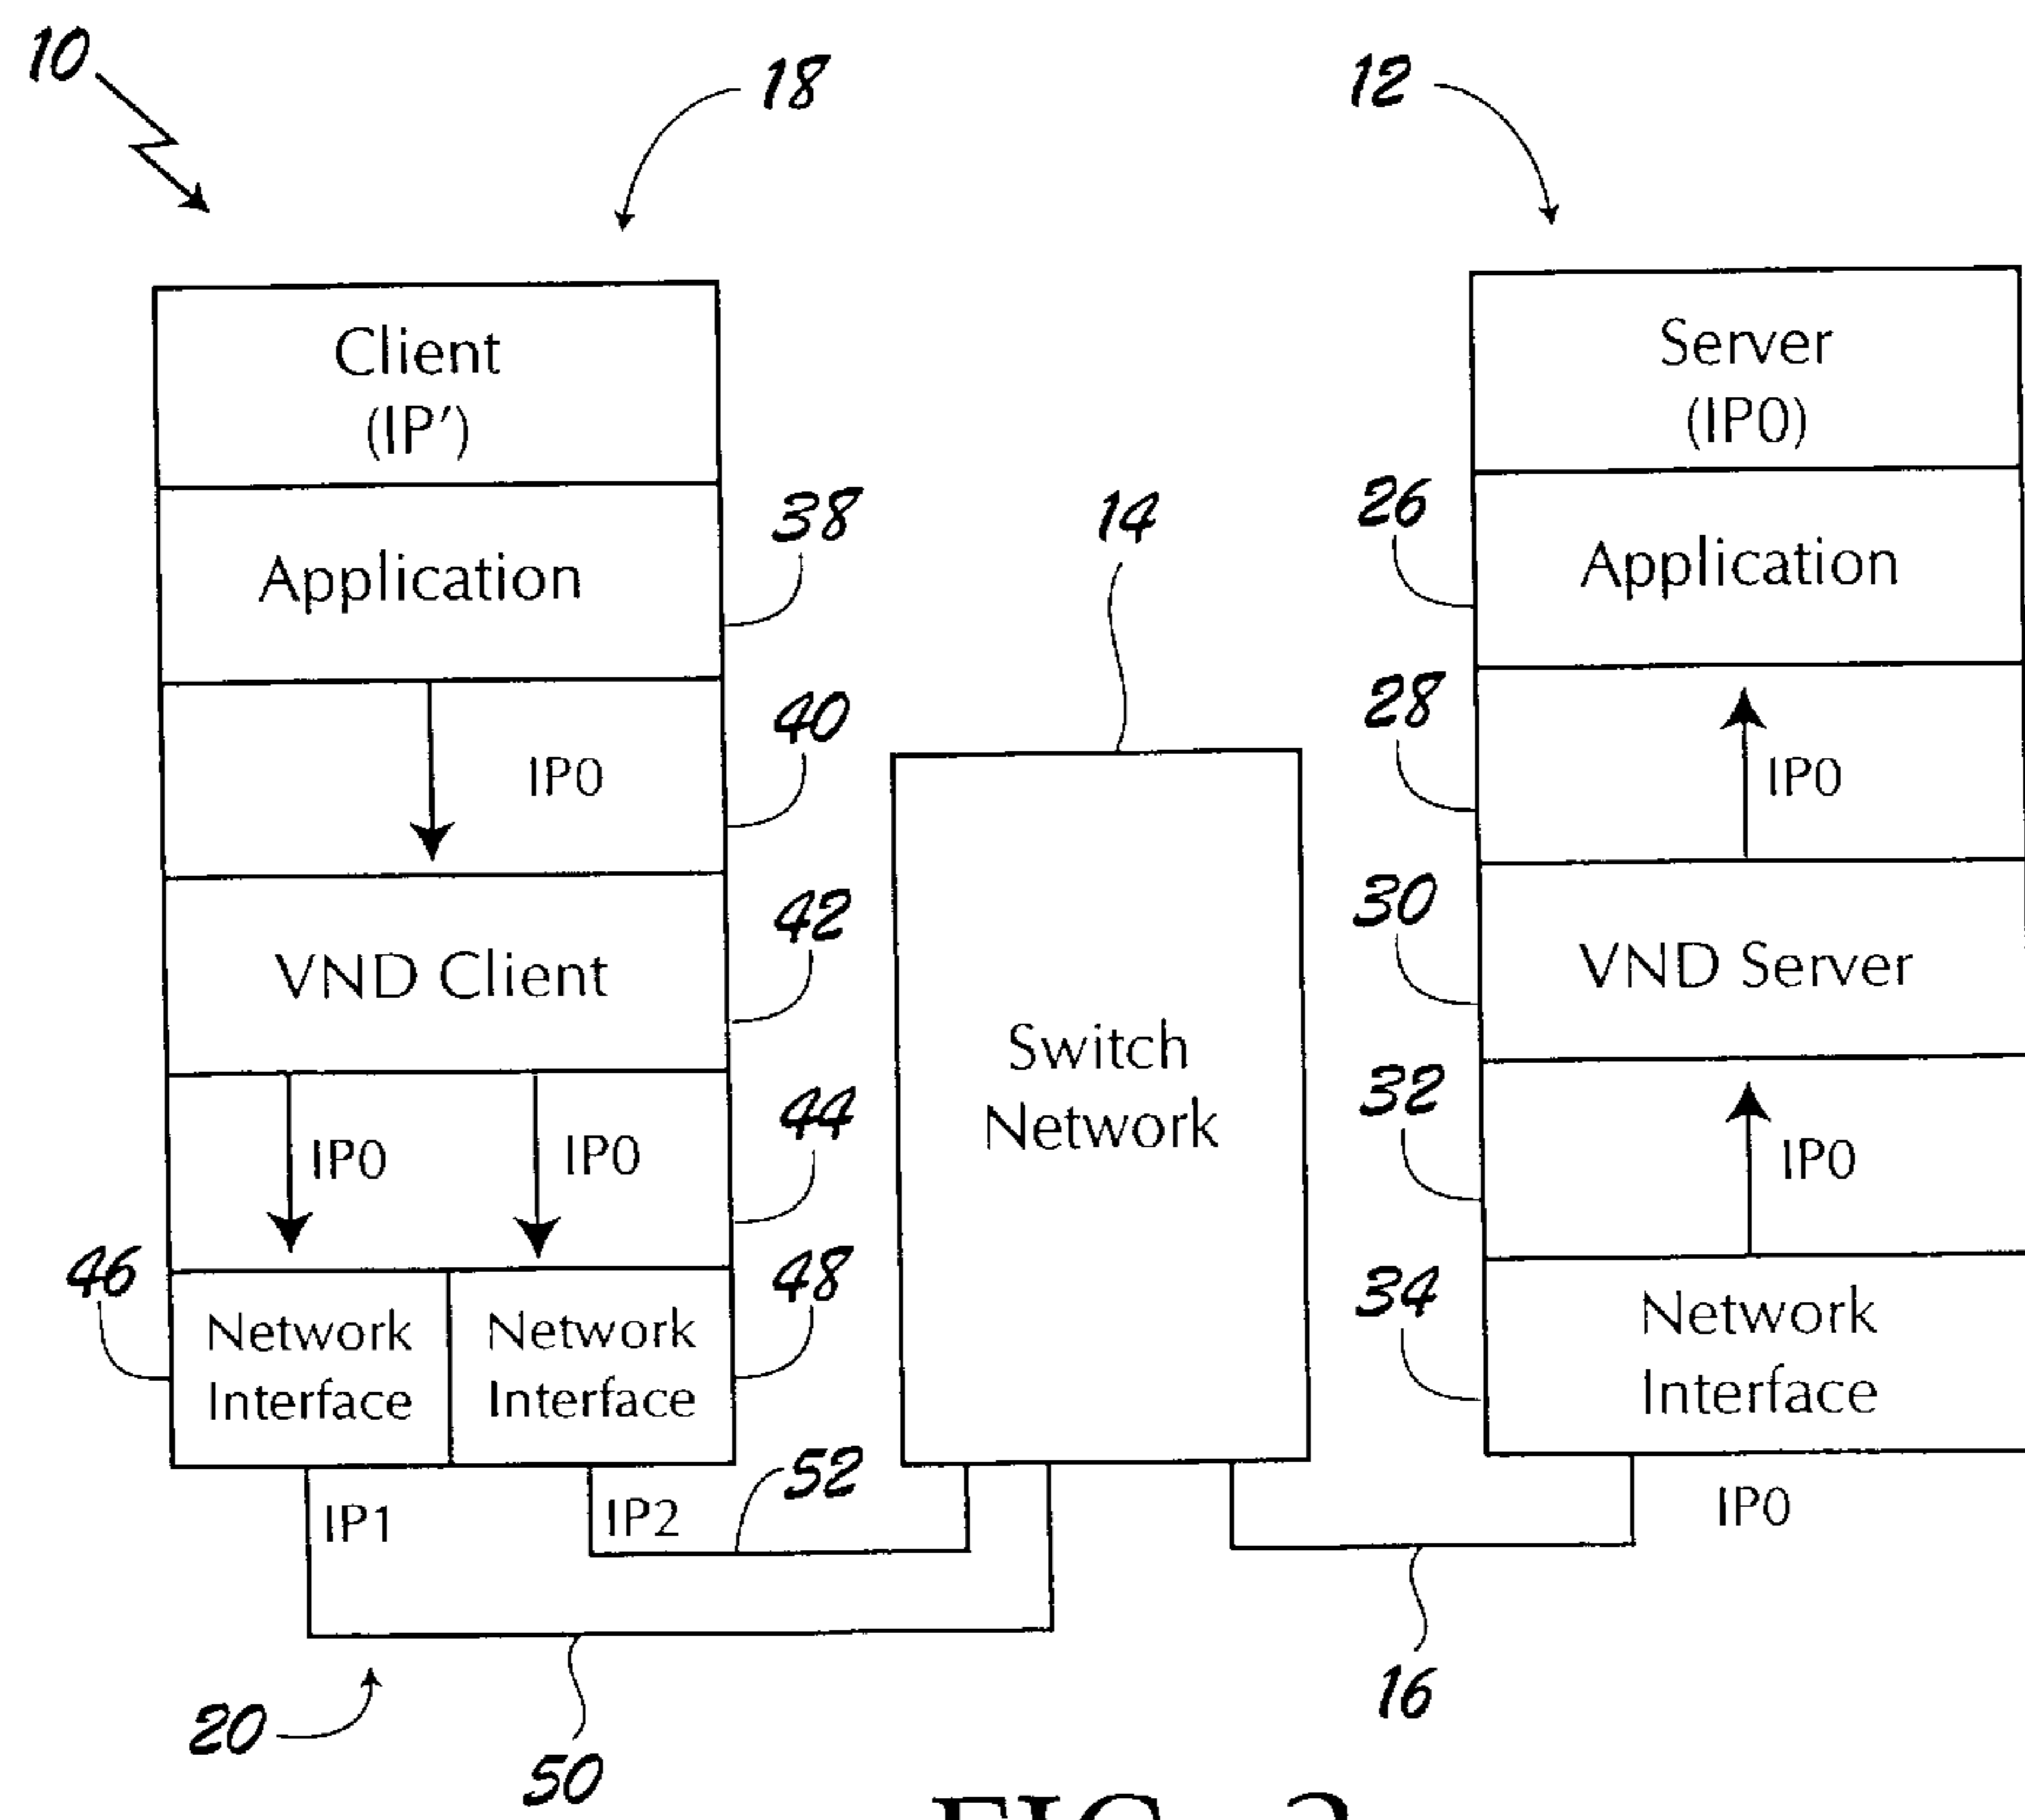 10
18
12
Client
(IP')
Server
(IP0)
38
14
26
Application
Application
40
28
IP0
IP0
42
30
VND Client
VND Server
Switch
Network
44
32
IP0
IP0
IP0
46
48
34
Network
Interface
Network
Interface
Network
Interface
52
IP1
IP2
IP0
16
20
50